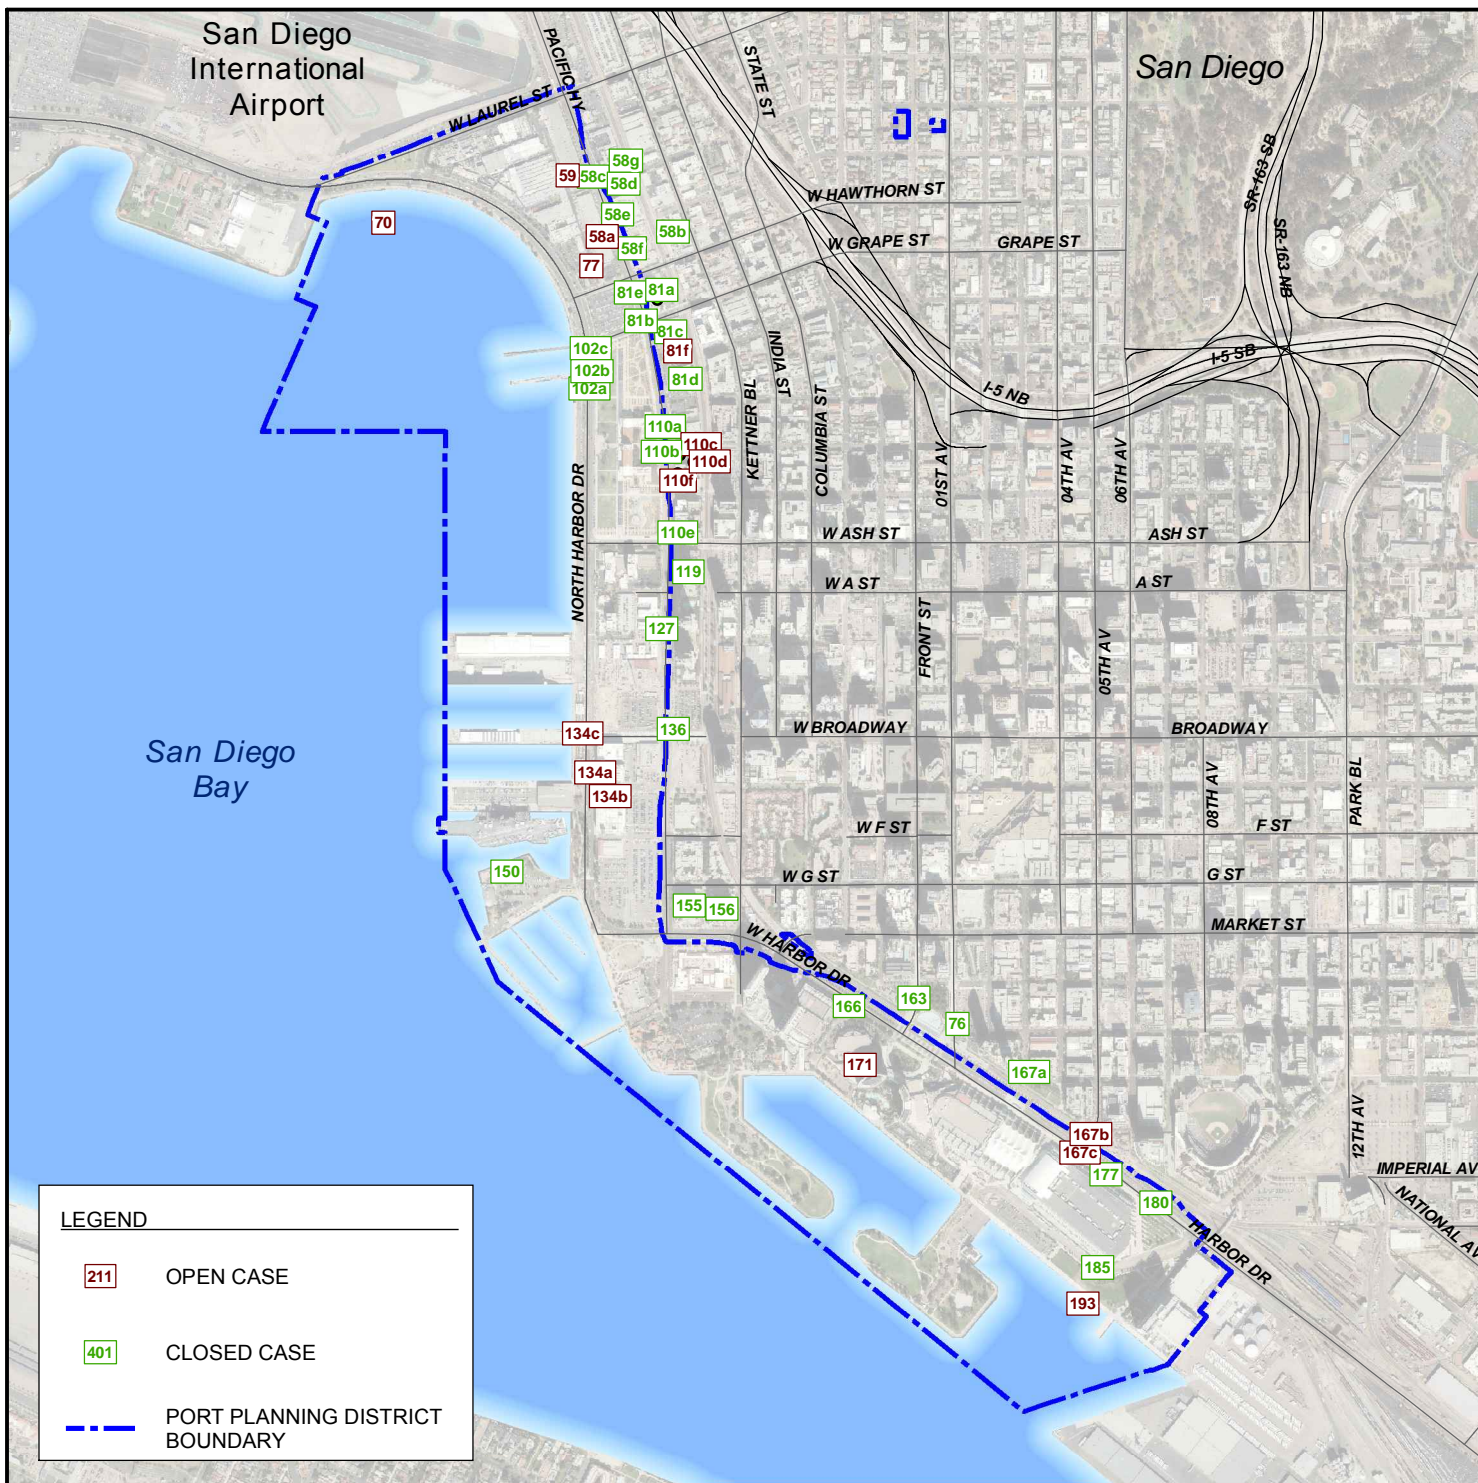 San Diego
International
Airport
San Diego
PACIFIC HY
STATE ST
W LAUREL ST
SR-163 SB
SR-163 NB
W HAWTHORN ST
W GRAPE ST
GRAPE ST
58g
59
58c
58d
70
58e
58b
58a
58f
77
81e
81a
81b
81c
102c
81f
102b
102a
81d
INDIA ST
I-5 SB
I-5 NB
KETTNER BL
COLUMBIA ST
01ST AV
04TH AV
06TH AV
110a
110c
110b
110d
110f
NORTH HARBOR DR
110e
W ASH ST
ASH ST
119
W A ST
A ST
127
FRONT ST
05TH AV
136
134c
W BROADWAY
BROADWAY
San Diego
Bay
134a
134b
08TH AV
PARK BL
W F ST
F ST
150
W G ST
G ST
155
156
MARKET ST
W HARBOR DR
163
166
76
171
167a
12TH AV
167b
167c
IMPERIAL AV
177
180
NATIONAL AV
HARBOR DR
185
193
LEGEND
211
OPEN CASE
401
CLOSED CASE
PORT PLANNING DISTRICT
BOUNDARY